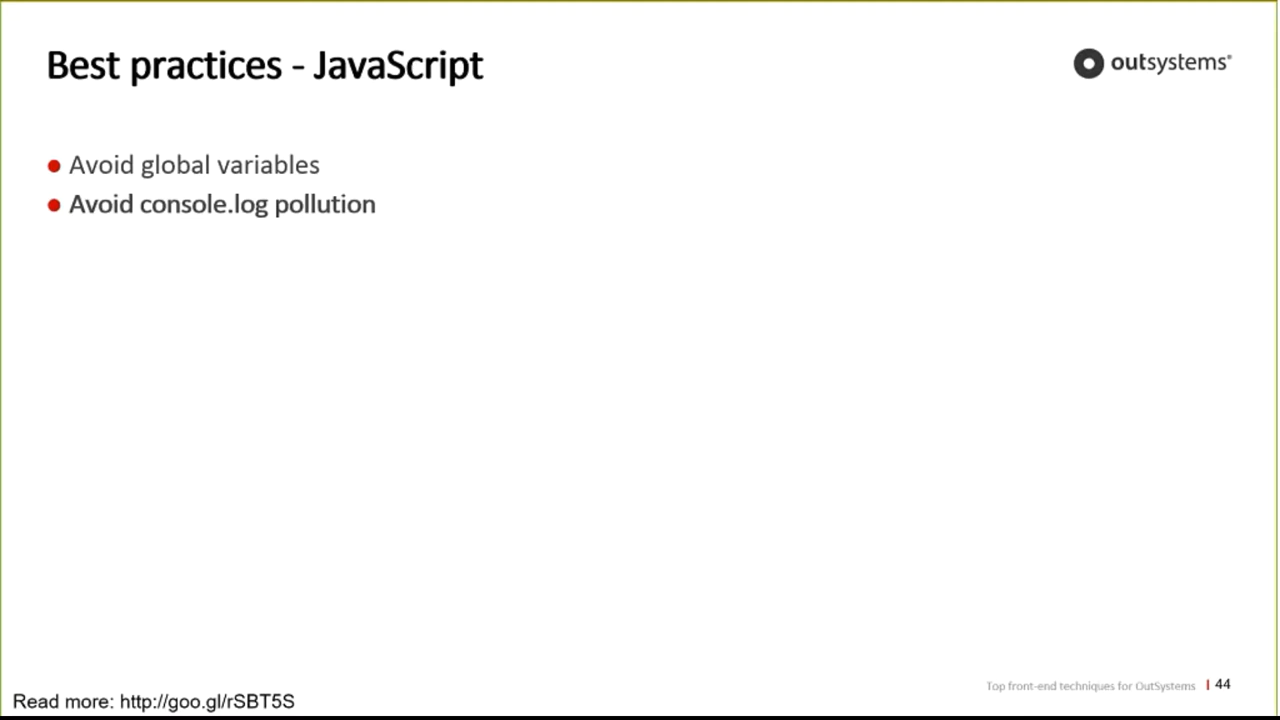 Best practices - JavaScript
outsystems®
Avoid global variables
Avoid console.log pollution
Top front-end techniques for OutSystems | 44
Read more: http://goo.gl/rSBT5S